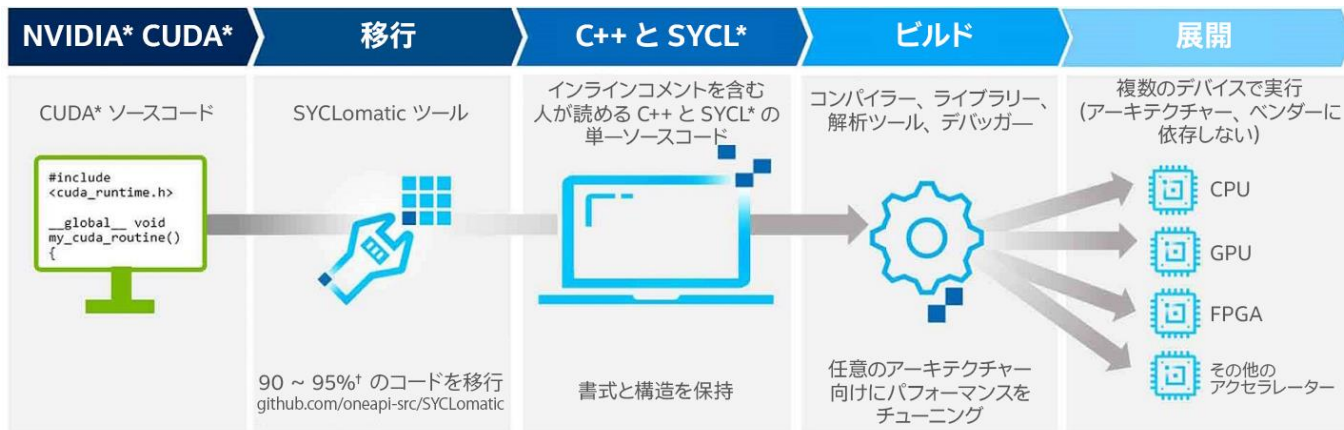 NVIDIA* CUDA*
移行
C++ と SYCL*
ビルド
展開
CUDA* ソースコード
#include
<cuda_runtime.h>
__global__ void
my_cuda_routine()
{
SYCLomatic ツール
90 ~ 95%† のコードを移行
github.com/oneapi-src/SYCLomatic
インラインコメントを含む
人が読める C++ と SYCL* の
単一ソースコード
書式と構造を保持
コンパイラー、ライブラリー、
解析ツール、デバッガー
任意のアーキテクチャー
向けにパフォーマンスを
チューニング
複数のデバイスで実行
(アーキテクチャー、ベンダーに
依存しない)
CPU
GPU
FPGA
その他の
アクセラレーター